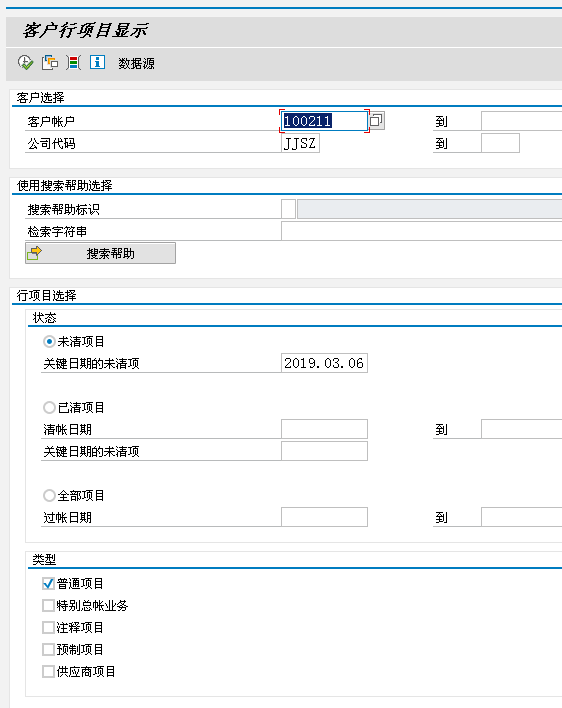 客户行项目显示
数据源
客户选择
客户帐户 100211 到
公司代码 JJSZ 到
使用搜索帮助选择
搜索帮助标识
检索字符串
搜索帮助
行项目选择
状态
未清项目
关键日期的未清项 2019.03.06
已清项目
清帐日期 到
关键日期的未清项
全部项目
过帐日期 到
类型
普通项目
特别总帐业务
注释项目
预制项目
供应商项目